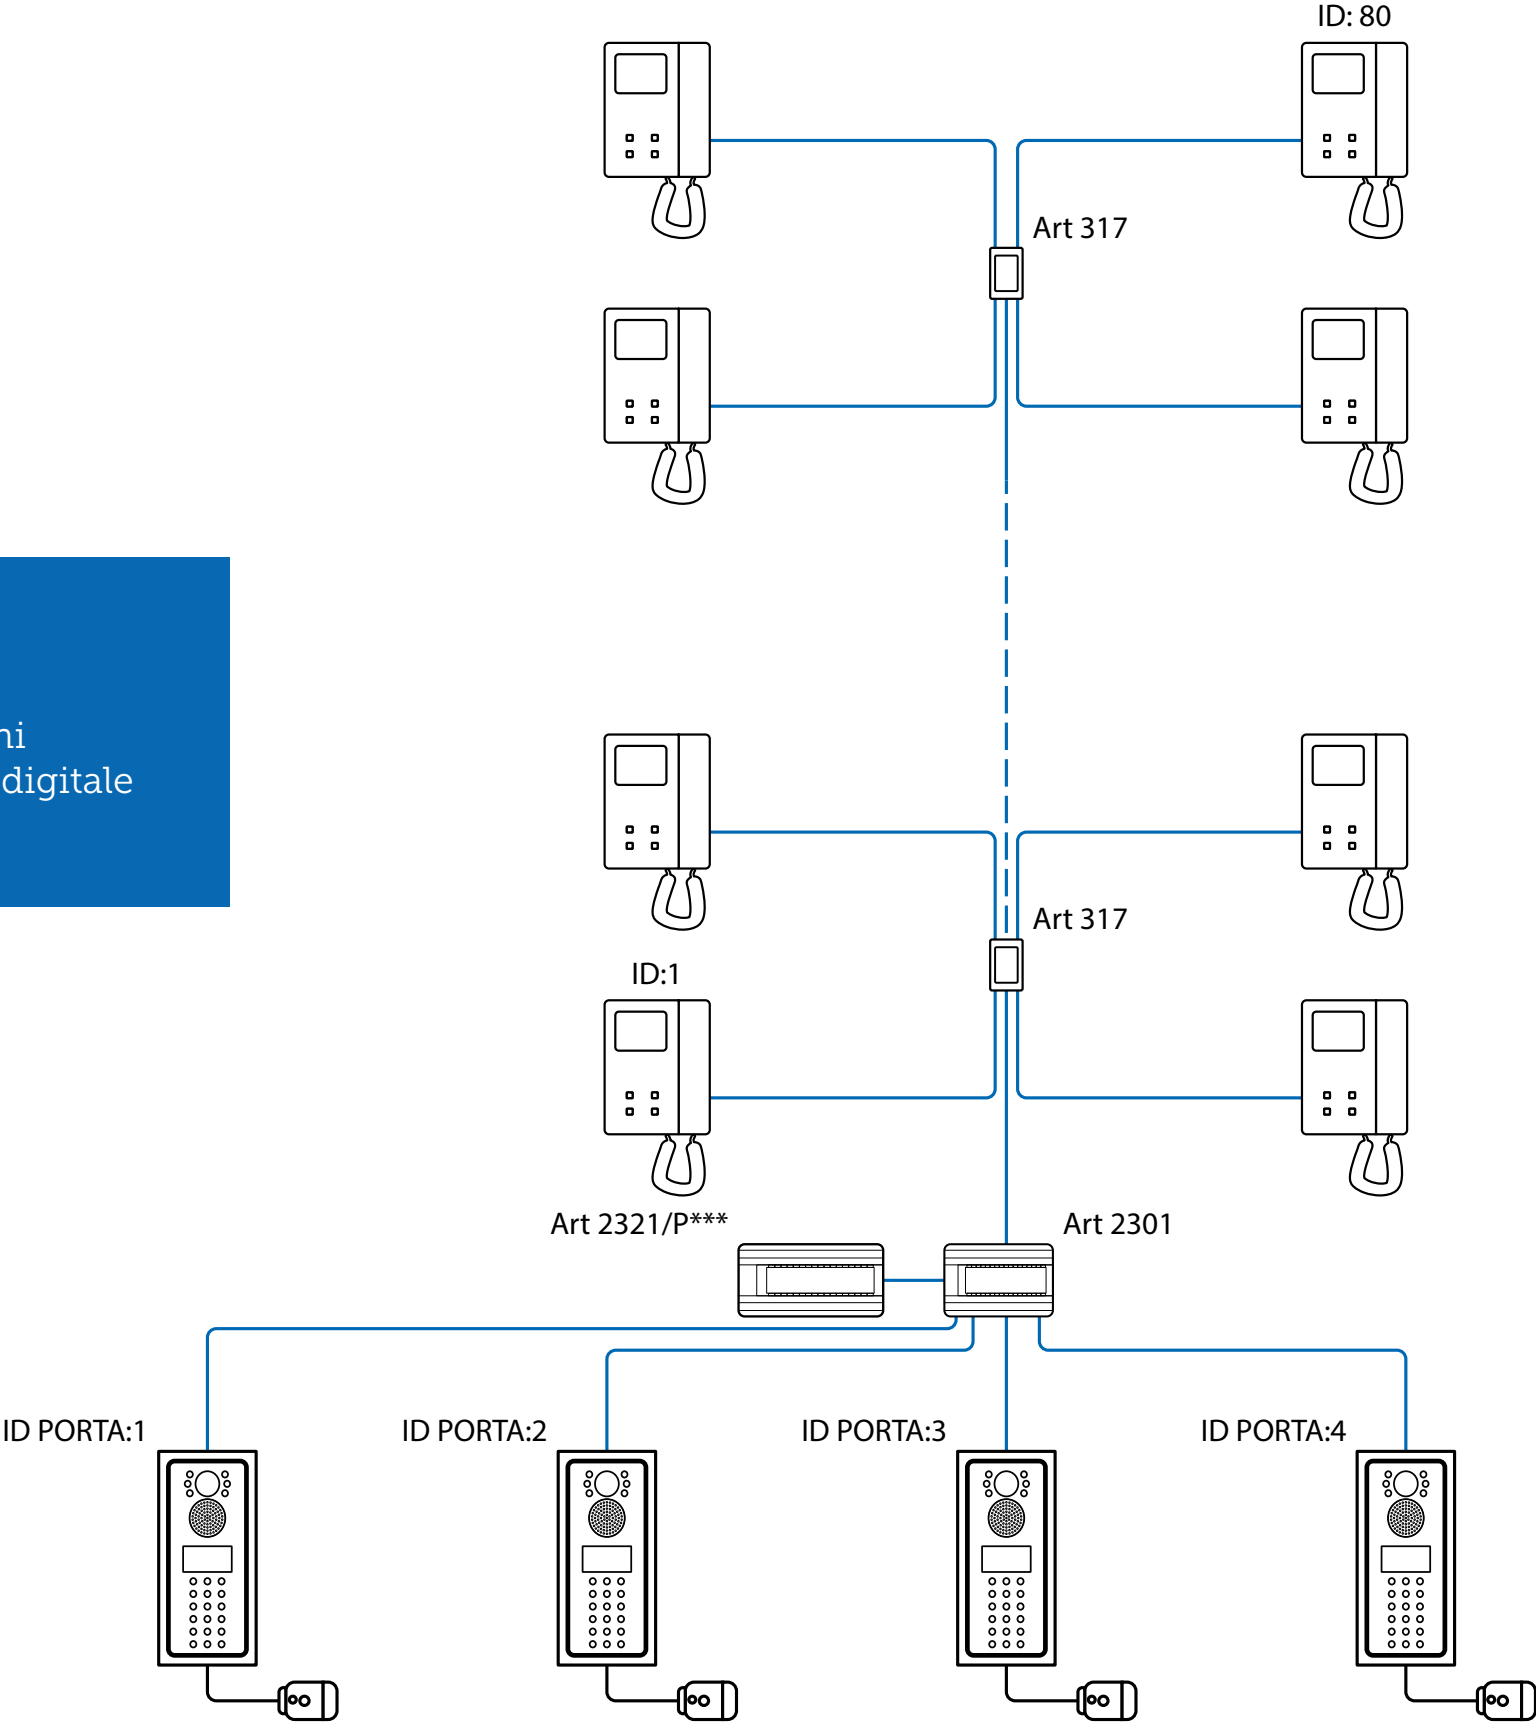 ID: 80
Art 317
digitale
Art 317
ID:1
Art 2321/P***
Art 2301
ID PORTA:1
ID PORTA:2
ID PORTA:3
ID PORTA:4